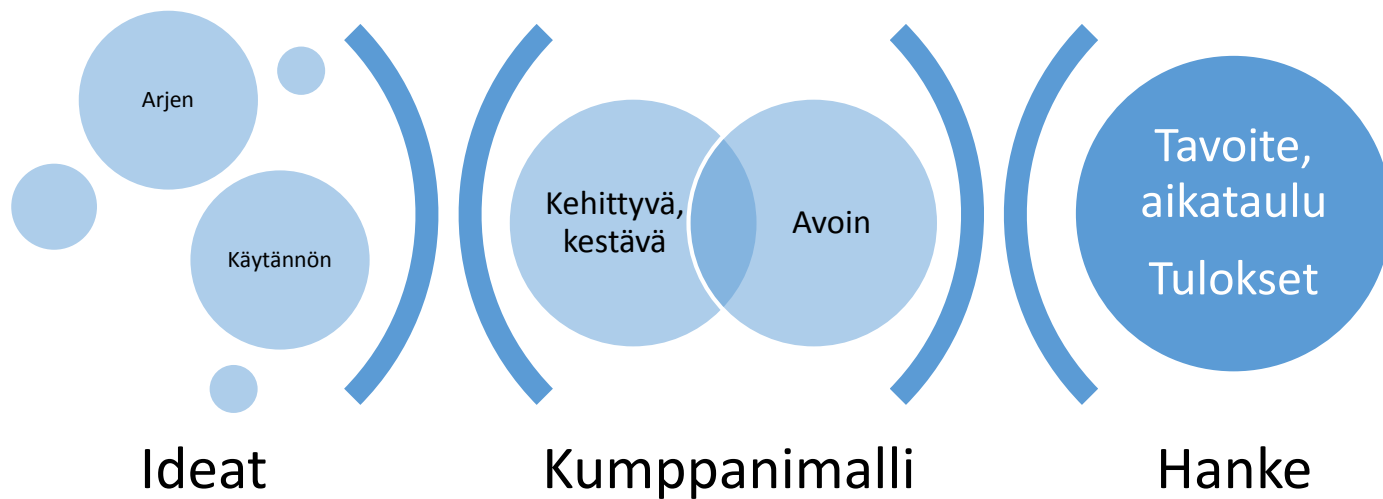 Arjen
Käytännön
Ideat
Kehittyvä,
kestävä
Avoin
Kumppanimalli
Tavoite,
aikataulu
Tulokset
Hanke